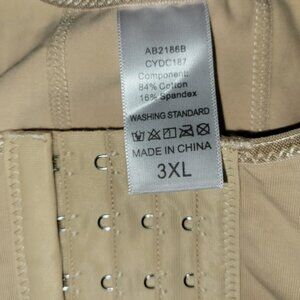 AB2186B
CYDC187
Component:
84% Cotton
16% Spandex
WASHING STANDARD
MADE IN CHINA
3XL